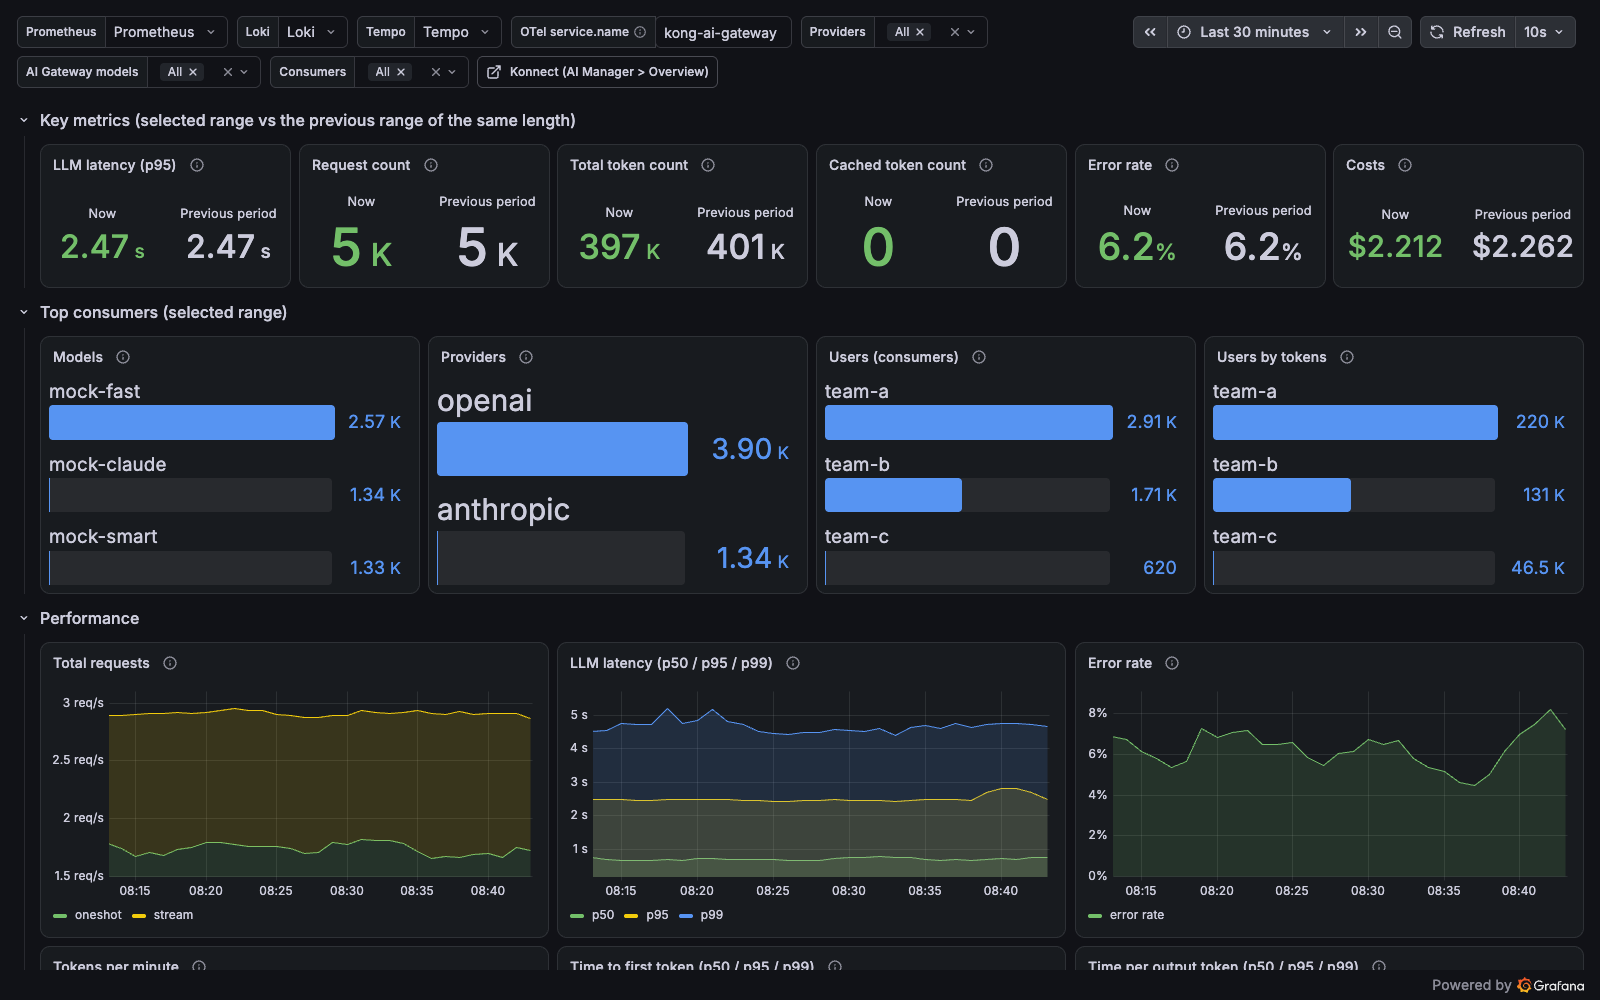 Prometheus Prometheus Loki Loki Tempo Tempo OTel service.name kong-ai-gateway Providers All Last 30 minutes Refresh 10s
AI Gateway models All Consumers All Konnect (AI Manager > Overview)
Key metrics (selected range vs the previous range of the same length)
LLM latency (p95)
Now Previous period
2.47 s 2.47 s
Request count
Now Previous period
5 K 5 K
Total token count
Now Previous period
397 K 401 K
Cached token count
Now Previous period
0 0
Error rate
Now Previous period
6.2% 6.2%
Costs
Now Previous period
$2.212 $2.262
Top consumers (selected range)
Models
mock-fast
2.57 K
mock-claude
1.34 K
mock-smart
1.33 K
Providers
openai
3.90 K
anthropic
1.34 K
Users (consumers)
team-a
2.91 K
team-b
1.71 K
team-c
620
Users by tokens
team-a
220 K
team-b
131 K
team-c
46.5 K
Performance
Total requests
3 req/s
2.5 req/s
2 req/s
1.5 req/s
08:15 08:20 08:25 08:30 08:35 08:40
oneshot stream
LLM latency (p50 / p95 / p99)
5 s
4 s
3 s
2 s
1 s
08:15 08:20 08:25 08:30 08:35 08:40
p50 p95 p99
Error rate
8%
6%
4%
2%
0%
08:15 08:20 08:25 08:30 08:35 08:40
error rate
Tokens per minute
Time to first token (p50 / p95 / p99)
Time per output token (p50 / p95 / p99)
Powered by Grafana